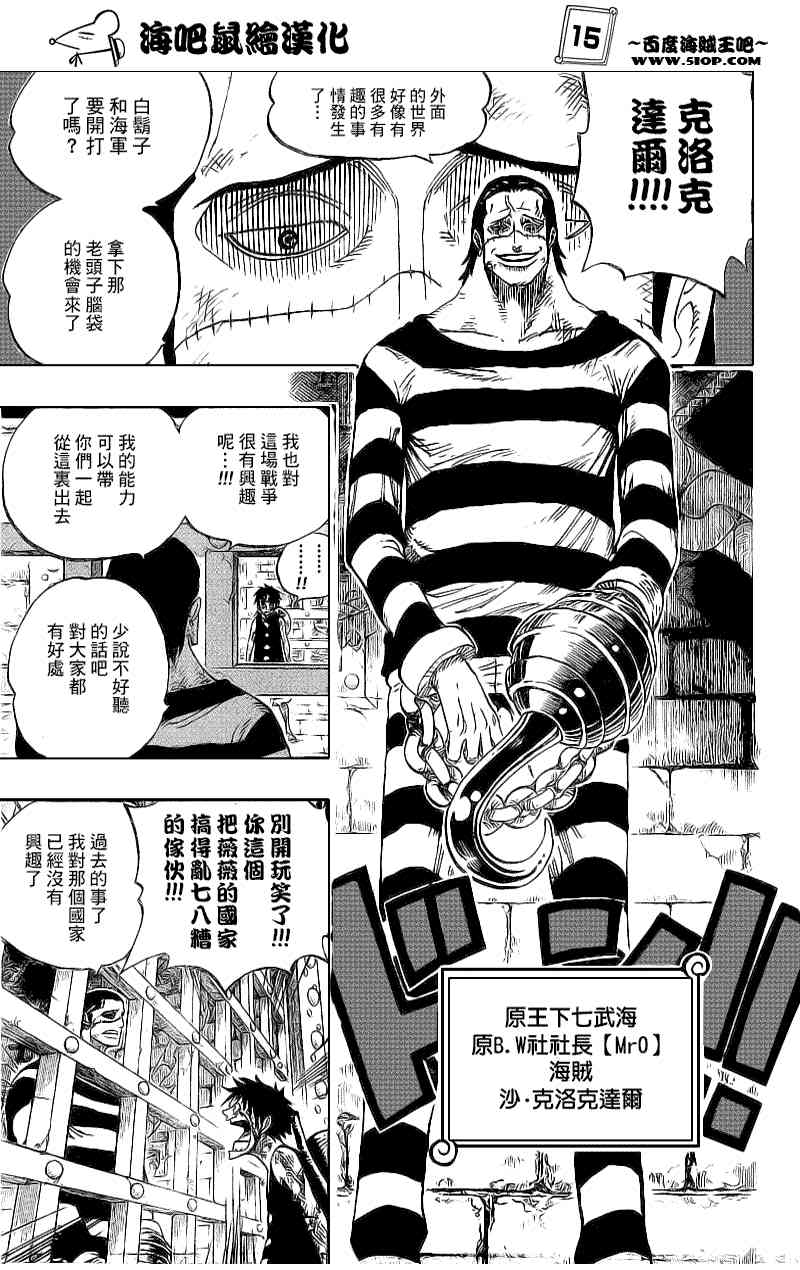 海吧鼠繪漢化
15
~百度海賊王吧~
WWW.5IOP.COM
克洛克
達爾!!!!
外面
的世界
好像有
很多有
趣的事
情發生
了…
白鬍子
和海軍
要開打
了嗎？
拿下那
老頭子腦袋
的機會來了
我也對
這場戰爭
很有興趣
呢…!!!
我的能力
可以帶
你們一起
從這裏出去
……
……!!
少說不好聽
的話吧
對大家都
有好處
ドン!!
原王下七武海
原B.W社社長【Mr0】
海賊
沙·克洛克達爾
別開玩笑了!!!
你這個
把薇薇的國家
搞得亂七八糟
的傢伙!!!
過去的事了
我對那個國家
已經沒有
興趣了